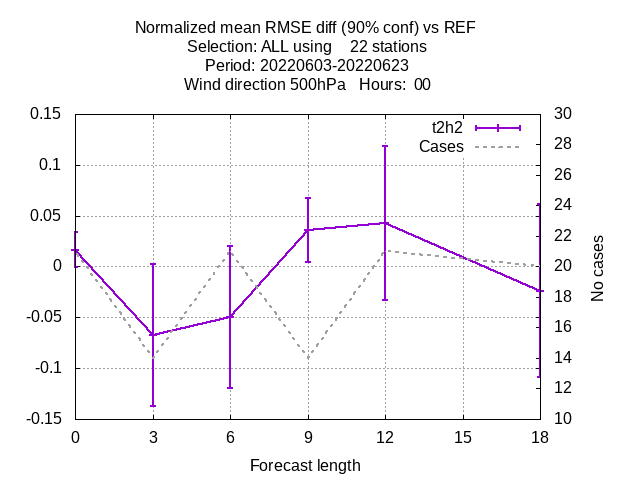 Normalized mean RMSE diff (90% conf) vs REF
Selection: ALL using    22 stations
Period: 20220603-20220623
Wind direction 500hPa   Hours:  00
t2h2
Cases
0.15
0.1
0.05
0
-0.05
-0.1
-0.15
30
28
26
24
22
20
18
16
14
12
10
No cases
0 3 6 9 12 15 18
Forecast length